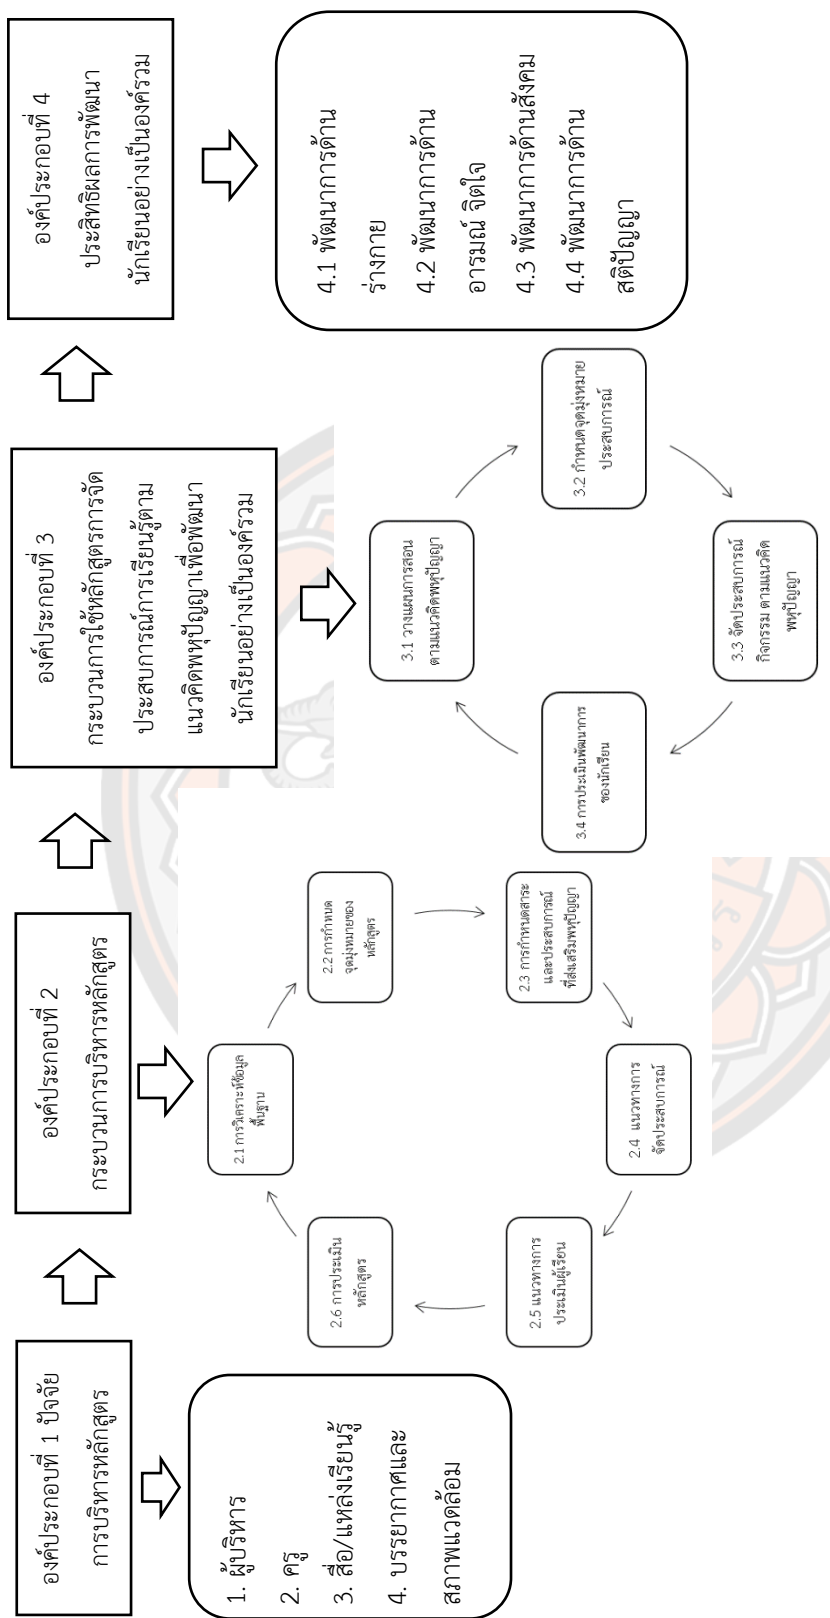 องค์ประกอบที่ 1 ปัจจัย
การบริหารหลักสูตร
1. ผู้บริหาร
2. ครู
3. สื่อ/แหล่งเรียนรู้
4. บรรยากาศและ
สภาพแวดล้อม
องค์ประกอบที่ 2
กระบวนการบริหารหลักสูตร
2.1 การวิเคราะห์ข้อมูล
พื้นฐาน
2.2 การกำหนด
จุดมุ่งหมายของ
หลักสูตร
2.3 การกำหนดสาระ
และประสบการณ์
ที่ส่งเสริมพหุปัญญา
2.4 แนวทางการ
จัดประสบการณ์
2.5 แนวทางการ
ประเมินผู้เรียน
2.6 การประเมิน
หลักสูตร
องค์ประกอบที่ 3
กระบวนการใช้หลักสูตรการจัด
ประสบการณ์การเรียนรู้ตาม
แนวคิดพหุปัญญาเพื่อพัฒนา
นักเรียนอย่างเป็นองค์รวม
3.1 วางแผนการสอน
ตามแนวคิดพหุปัญญา
3.2 กำหนดจุดมุ่งหมาย
ประสบการณ์
3.3 จัดประสบการณ์
กิจกรรม ตามแนวคิด
พหุปัญญา
3.4 การประเมินพัฒนาการ
ของนักเรียน
องค์ประกอบที่ 4
ประสิทธิผลการพัฒนา
นักเรียนอย่างเป็นองค์รวม
4.1 พัฒนาการด้าน
ร่างกาย
4.2 พัฒนาการด้าน
อารมณ์ จิตใจ
4.3 พัฒนาการด้านสังคม
4.4 พัฒนาการด้าน
สติปัญญา